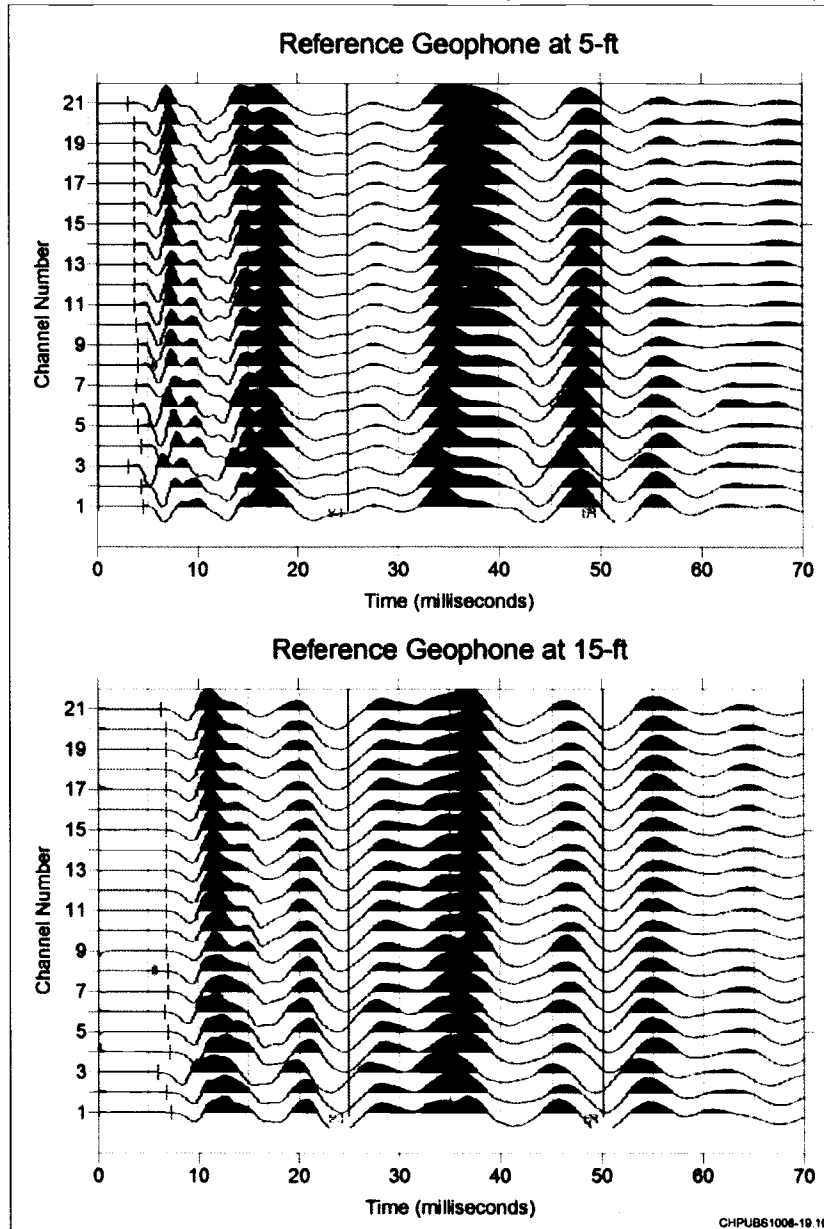 Reference Geophone at 5-ft
Channel Number
21
19
17
15
13
11
9
7
5
3
1
0 10 20 30 40 50 60 70
Time (milliseconds)
Reference Geophone at 15-ft
Channel Number
21
19
17
15
13
11
9
7
5
3
1
0 10 20 30 40 50 60 70
Time (milliseconds)